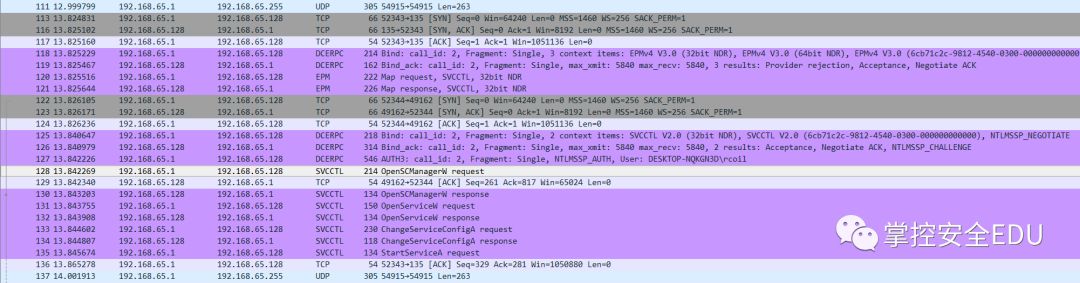 111 12.999799 192.168.65.1 192.168.65.255 UDP 305 54915→54915 Len=263
113 13.824831 192.168.65.1 192.168.65.128 TCP 66 52343→135 [SYN] Seq=0 Win=64240 Len=0 MSS=1460 WS=256 SACK_PERM=1
116 13.825102 192.168.65.128 192.168.65.1 TCP 66 135→52343 [SYN, ACK] Seq=0 Ack=1 Win=8192 Len=0 MSS=1460 WS=256 SACK_PERM=1
117 13.825160 192.168.65.1 192.168.65.128 TCP 54 52343→135 [ACK] Seq=1 Ack=1 Win=1051136 Len=0
118 13.825229 192.168.65.1 192.168.65.128 DCERPC 214 Bind: call_id: 2, Fragment: Single, 3 context items: EPMv4 V3.0 (32bit NDR), EPMv4 V3.0 (64bit NDR), EPMv4 V3.0 (6cb71c2c-9812-4540-0300-000000000000
119 13.825467 192.168.65.128 192.168.65.1 DCERPC 162 Bind_ack: call_id: 2, Fragment: Single, max_xmit: 5840 max_recv: 5840, 3 results: Provider rejection, Acceptance, Negotiate ACK
120 13.825516 192.168.65.1 192.168.65.128 EPM 222 Map request, SVCCTL, 32bit NDR
121 13.825644 192.168.65.128 192.168.65.1 EPM 226 Map response, SVCCTL, 32bit NDR
122 13.826105 192.168.65.1 192.168.65.128 TCP 66 52344→49162 [SYN] Seq=0 Win=64240 Len=0 MSS=1460 WS=256 SACK_PERM=1
123 13.826171 192.168.65.128 192.168.65.1 TCP 66 49162→52344 [SYN, ACK] Seq=0 Ack=1 Win=8192 Len=0 MSS=1460 WS=256 SACK_PERM=1
124 13.826236 192.168.65.1 192.168.65.128 TCP 54 52344→49162 [ACK] Seq=1 Ack=1 Win=1051136 Len=0
125 13.840647 192.168.65.1 192.168.65.128 DCERPC 218 Bind: call_id: 2, Fragment: Single, 2 context items: SVCCTL V2.0 (32bit NDR), SVCCTL V2.0 (6cb71c2c-9812-4540-0300-000000000000), NTLMSSP_NEGOTIATE
126 13.840979 192.168.65.128 192.168.65.1 DCERPC 314 Bind_ack: call_id: 2, Fragment: Single, max_xmit: 5840 max_recv: 5840, 2 results: Acceptance, Negotiate ACK, NTLMSSP_CHALLENGE
127 13.842226 192.168.65.1 192.168.65.128 DCERPC 546 AUTH3: call_id: 2, Fragment: Single, NTLMSSP_AUTH, User: DESKTOP-NQKGN3D\rcoil
128 13.842269 192.168.65.1 192.168.65.128 SVCCTL 214 OpenSCManagerW request
129 13.842340 192.168.65.128 192.168.65.1 TCP 54 49162→52344 [ACK] Seq=261 Ack=817 Win=65024 Len=0
130 13.843203 192.168.65.128 192.168.65.1 SVCCTL 134 OpenSCManagerW response
131 13.843755 192.168.65.1 192.168.65.128 SVCCTL 150 OpenServiceW request
132 13.843908 192.168.65.128 192.168.65.1 SVCCTL 134 OpenServiceW response
133 13.844602 192.168.65.1 192.168.65.128 SVCCTL 230 ChangeServiceConfigA request
134 13.844807 192.168.65.128 192.168.65.1 SVCCTL 118 ChangeServiceConfigA response
135 13.845674 192.168.65.1 192.168.65.128 SVCCTL 134 StartServiceA request
136 13.865278 192.168.65.1 192.168.65.128 TCP 54 52343→135 [ACK] Seq=329 Ack=281 Win=1050880 Len=0
137 14.001913 192.168.65.1 192.168.65.255 UDP 305 54915→54915 Len=263
掌控安全EDU